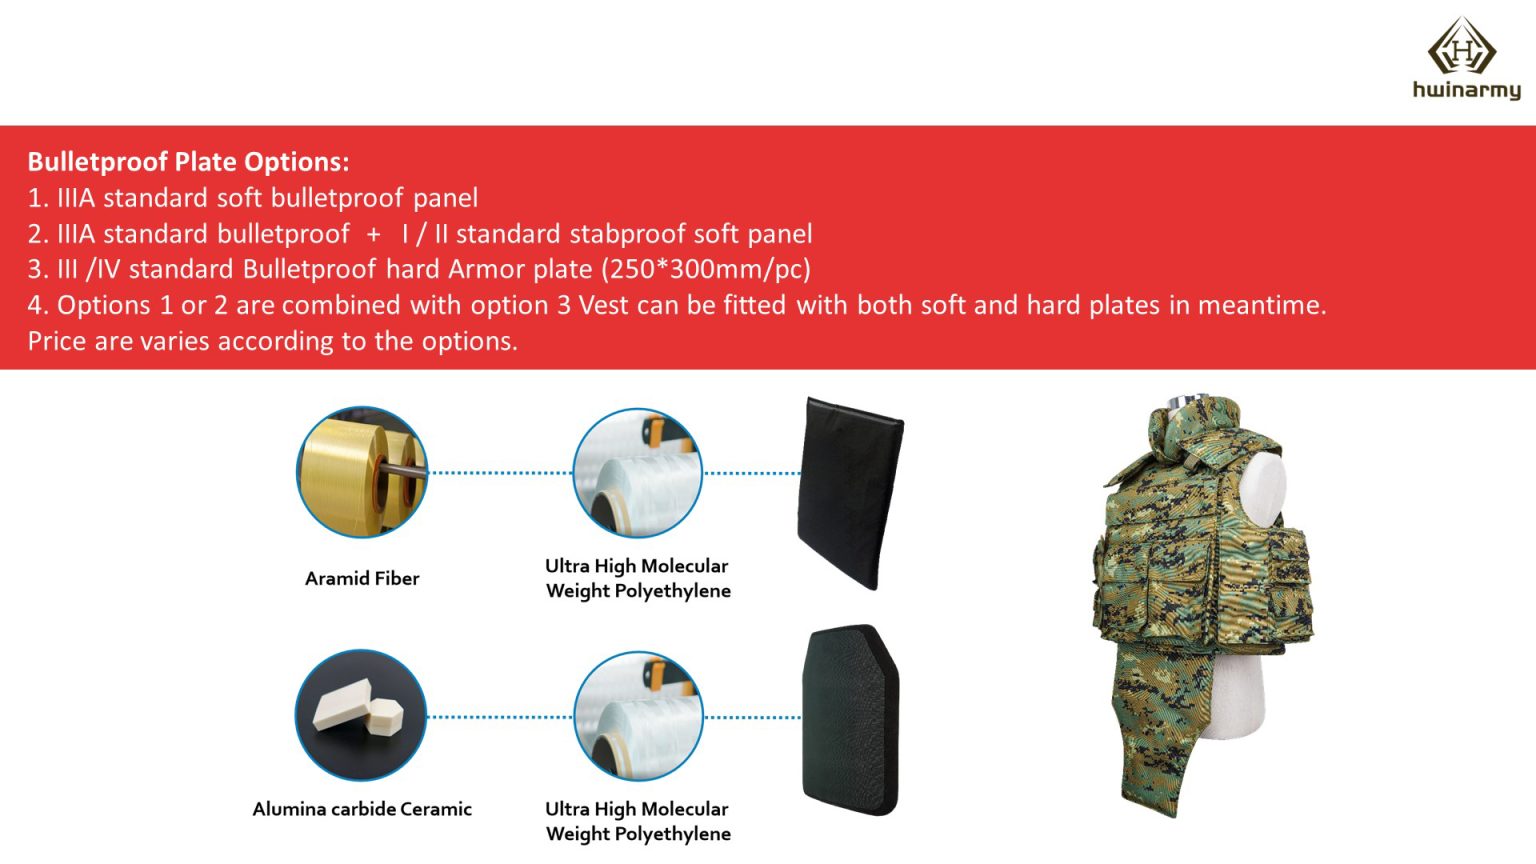 H
hwinarmy
Bulletproof Plate Options:
1. IIIA standard soft bulletproof panel
2. IIIA standard bulletproof + I / II standard stabproof soft panel
3. III /IV standard Bulletproof hard Armor plate (250*300mm/pc)
4. Options 1 or 2 are combined with option 3 Vest can be fitted with both soft and hard plates in meantime.
Price are varies according to the options.
Aramid Fiber
Ultra High Molecular
Weight Polyethylene
Alumina carbide Ceramic
Ultra High Molecular
Weight Polyethylene